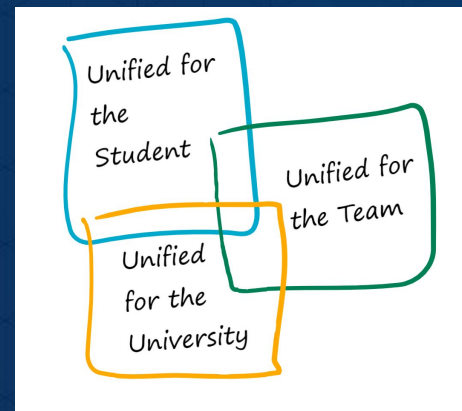 Unified for
the
Student
Unified for
the Team
Unified
for the
University